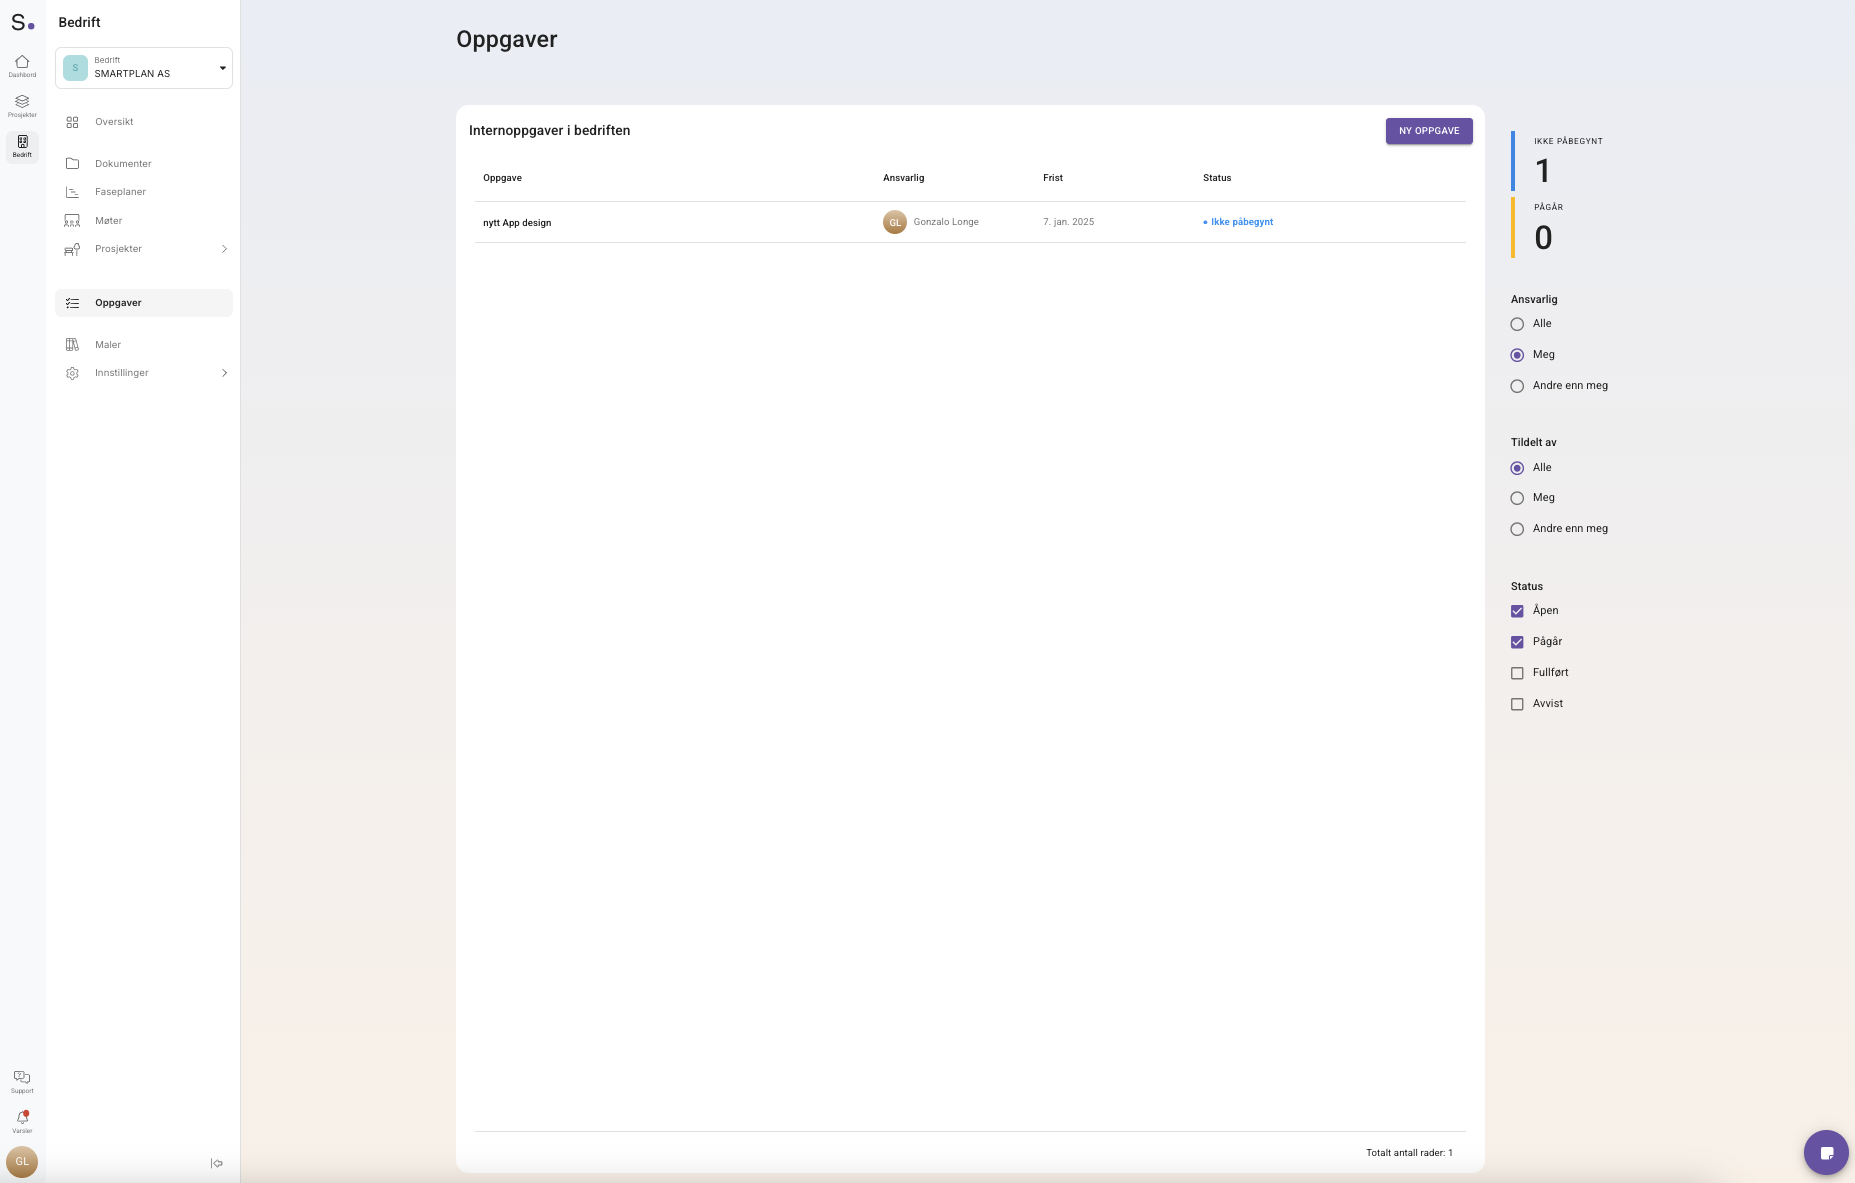 S.
Dashbord
Prosjekter
Bedrift
Support
Varsler
GL
Bedrift
S
Bedrift
SMARTPLAN AS
Oversikt
Dokumenter
Faseplaner
Møter
Prosjekter
Oppgaver
Maler
Innstillinger
Oppgaver
Internoppgaver i bedriften
NY OPPGAVE
Oppgave Ansvarlig Frist Status
nytt App design GL Gonzalo Longe 7. jan. 2025 • Ikke påbegynt
Totalt antall rader: 1
IKKE PÅBEGYNT
1
PÅGÅR
0
Ansvarlig
Alle
Meg
Andre enn meg
Tildelt av
Alle
Meg
Andre enn meg
Status
Åpen
Pågår
Fullført
Avvist